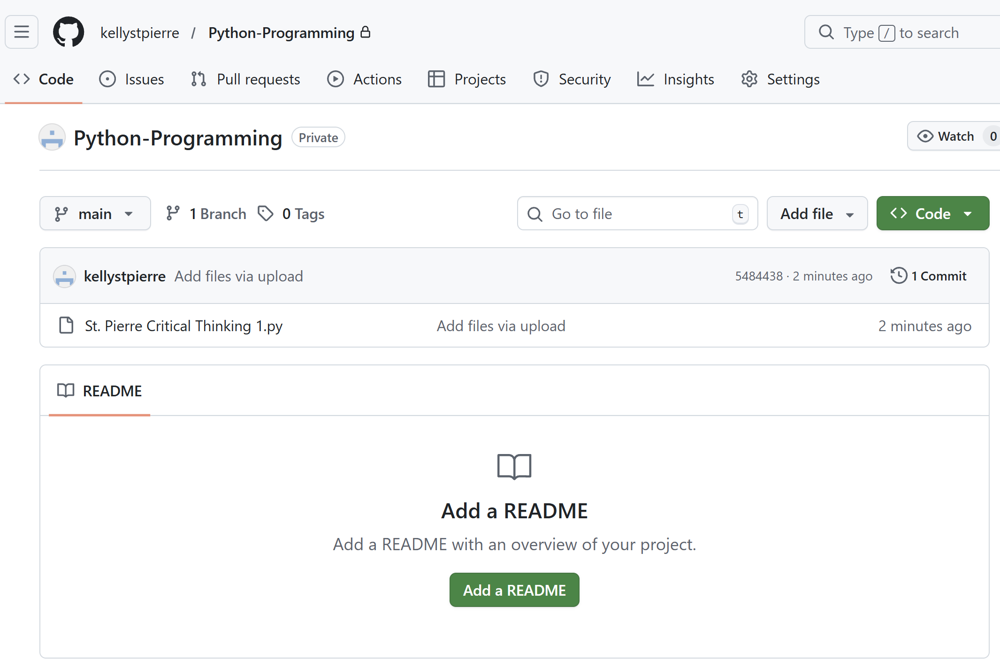 kellystpierre / Python-Programming
Type / to search
Code Issues Pull requests Actions Projects Security Insights Settings
Python-Programming Private
Watch 0
main 1 Branch 0 Tags
Go to file t
Add file
Code
kellystpierre Add files via upload 5484438 · 2 minutes ago 1 Commit
St. Pierre Critical Thinking 1.py Add files via upload 2 minutes ago
README
Add a README
Add a README with an overview of your project.
Add a README